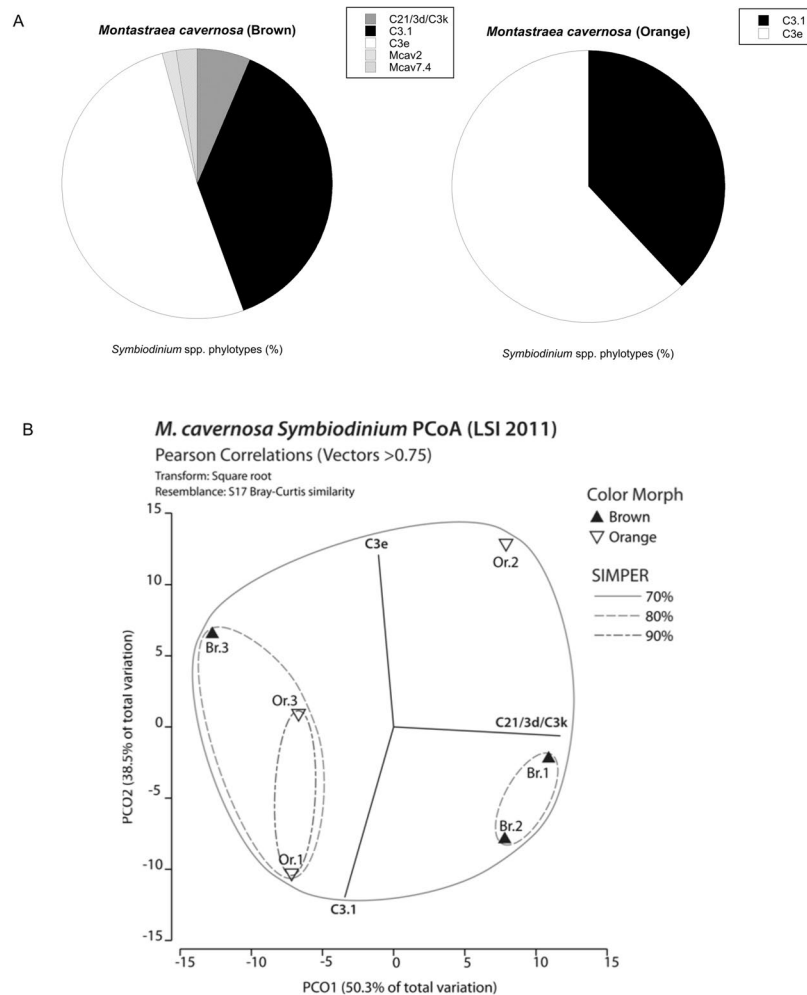 A
Montastraea cavernosa (Brown)
C21/3d/C3k
C3.1
C3e
Mcav2
Mcav7.4
Symbiodinium spp. phylotypes (%)
Montastraea cavernosa (Orange)
C3.1
C3e
Symbiodinium spp. phylotypes (%)
B
M. cavernosa Symbiodinium PCoA (LSI 2011)
Pearson Correlations (Vectors >0.75)
Transform: Square root
Resemblance: S17 Bray-Curtis similarity
Color Morph
Brown
Orange
SIMPER
70%
80%
90%
PCO2 (38.5% of total variation)
15
10
5
0
-5
-10
-15
C3e
Or.2
Br.3
Or.3
C21/3d/C3k
Br.1
Br.2
Or.1
C3.1
-15
-10
-5
0
5
10
15
PCO1 (50.3% of total variation)